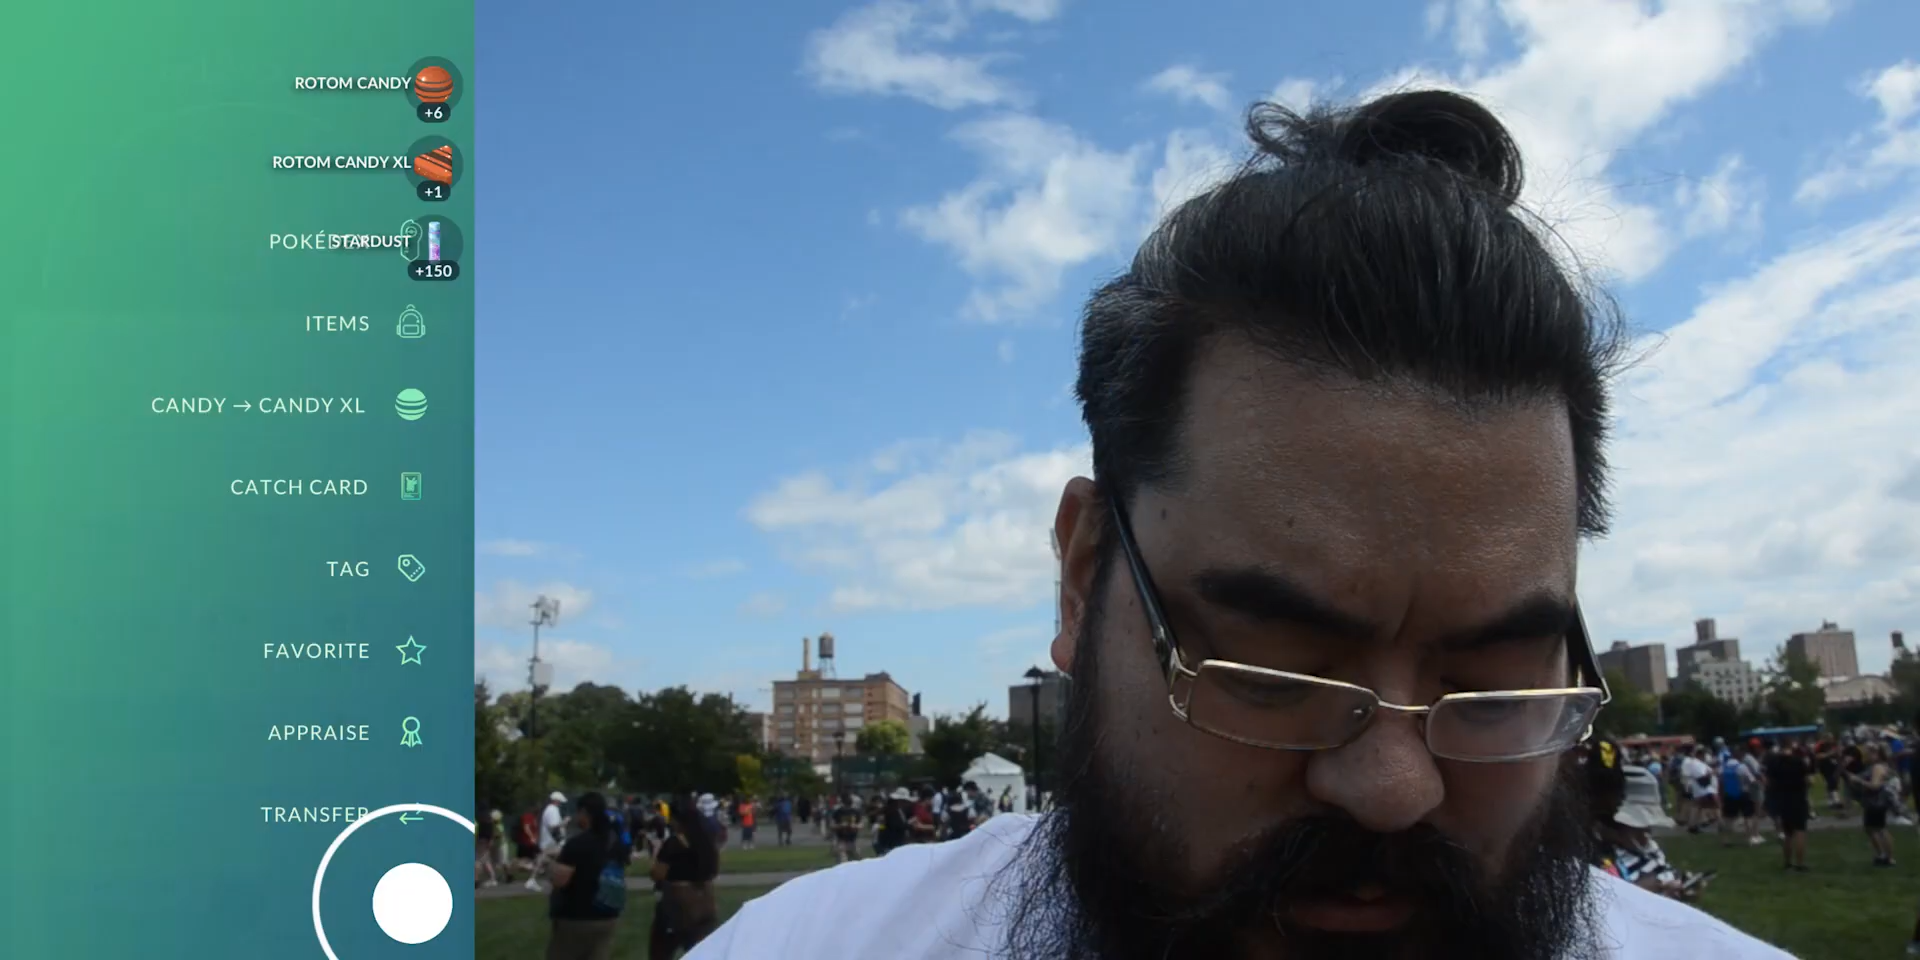 ROTOM CANDY
+6
ROTOM CANDY XL
+1
STARDUST
+150
ITEMS
CANDY → CANDY XL
CATCH CARD
TAG
FAVORITE
APPRAISE
TRANSFER